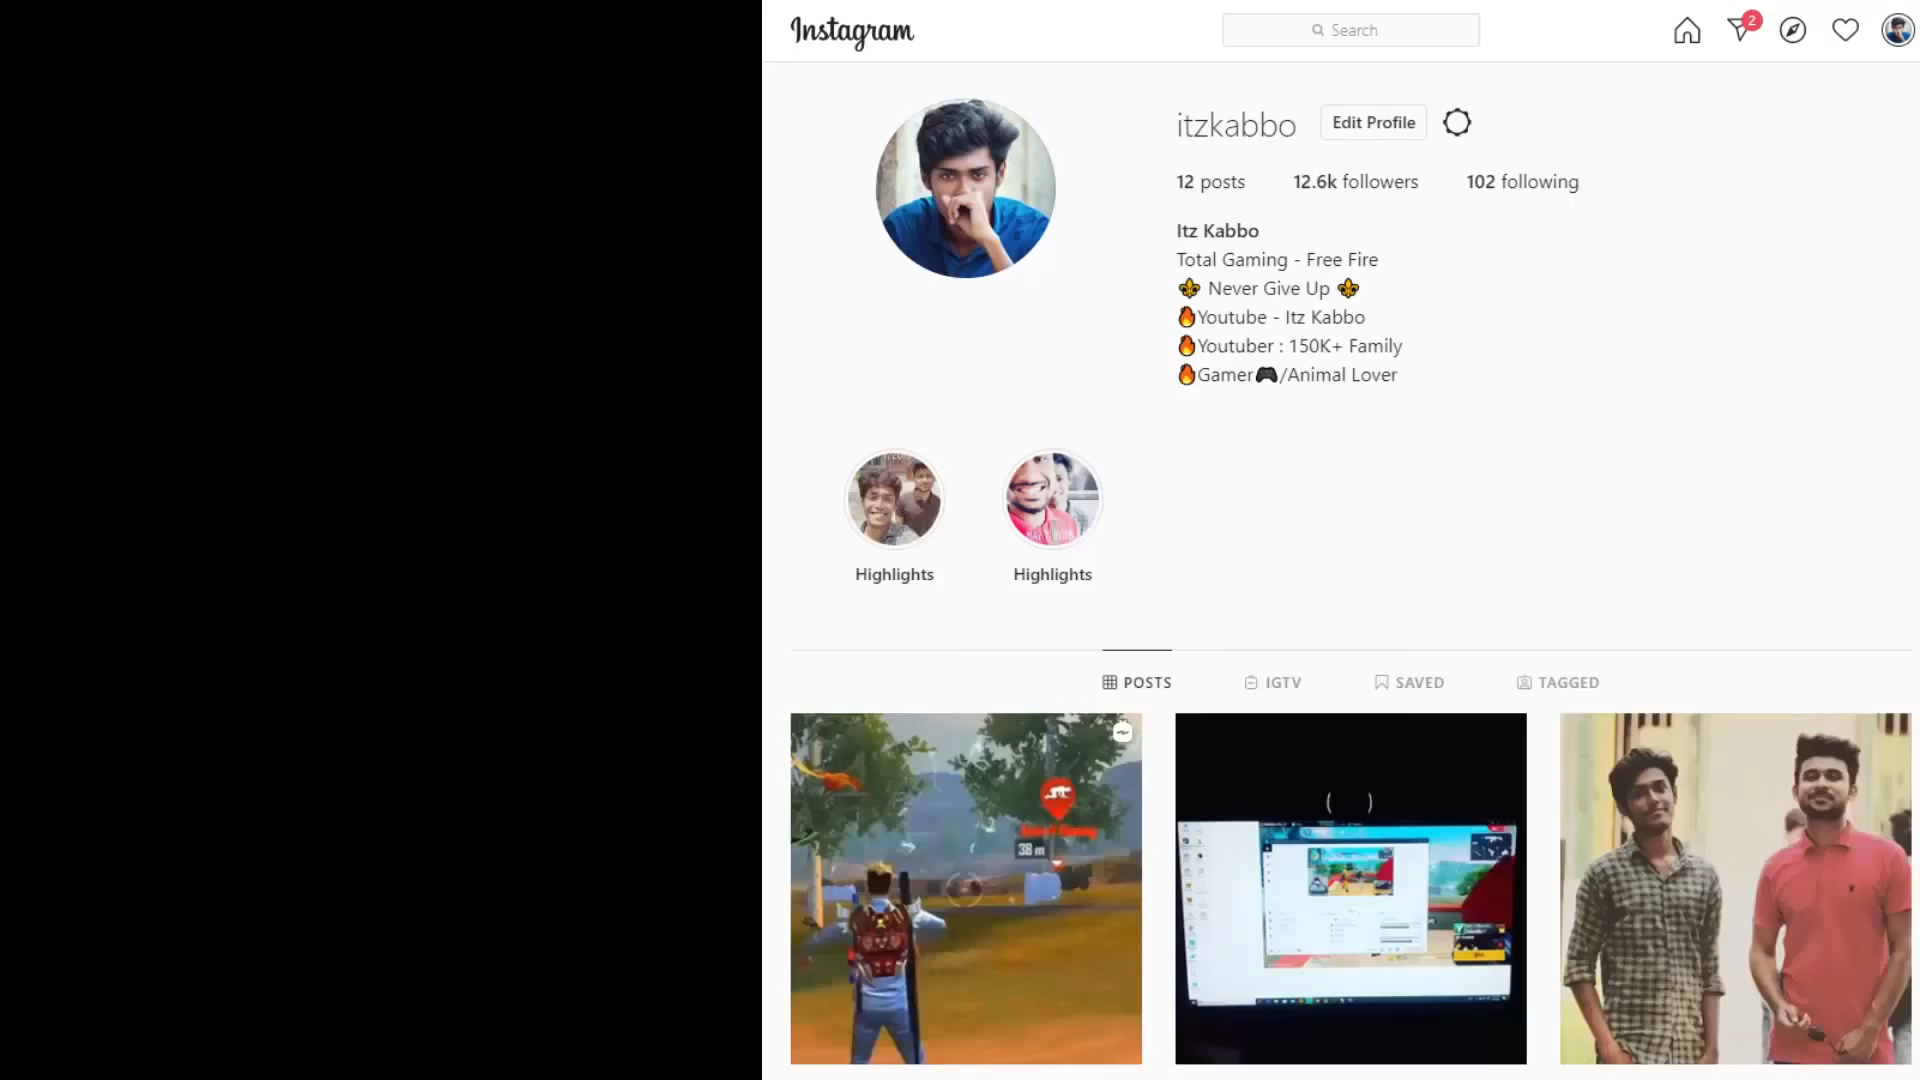 Instagram
Search
2
itzkabbo
Edit Profile
12 posts
12.6k followers
102 following
Itz Kabbo
Total Gaming - Free Fire
⚜️ Never Give Up ⚜️
🔥Youtube - Itz Kabbo
🔥Youtuber : 150K+ Family
🔥Gamer🎮/Animal Lover
Highlights
Highlights
POSTS
IGTV
SAVED
TAGGED
38 m